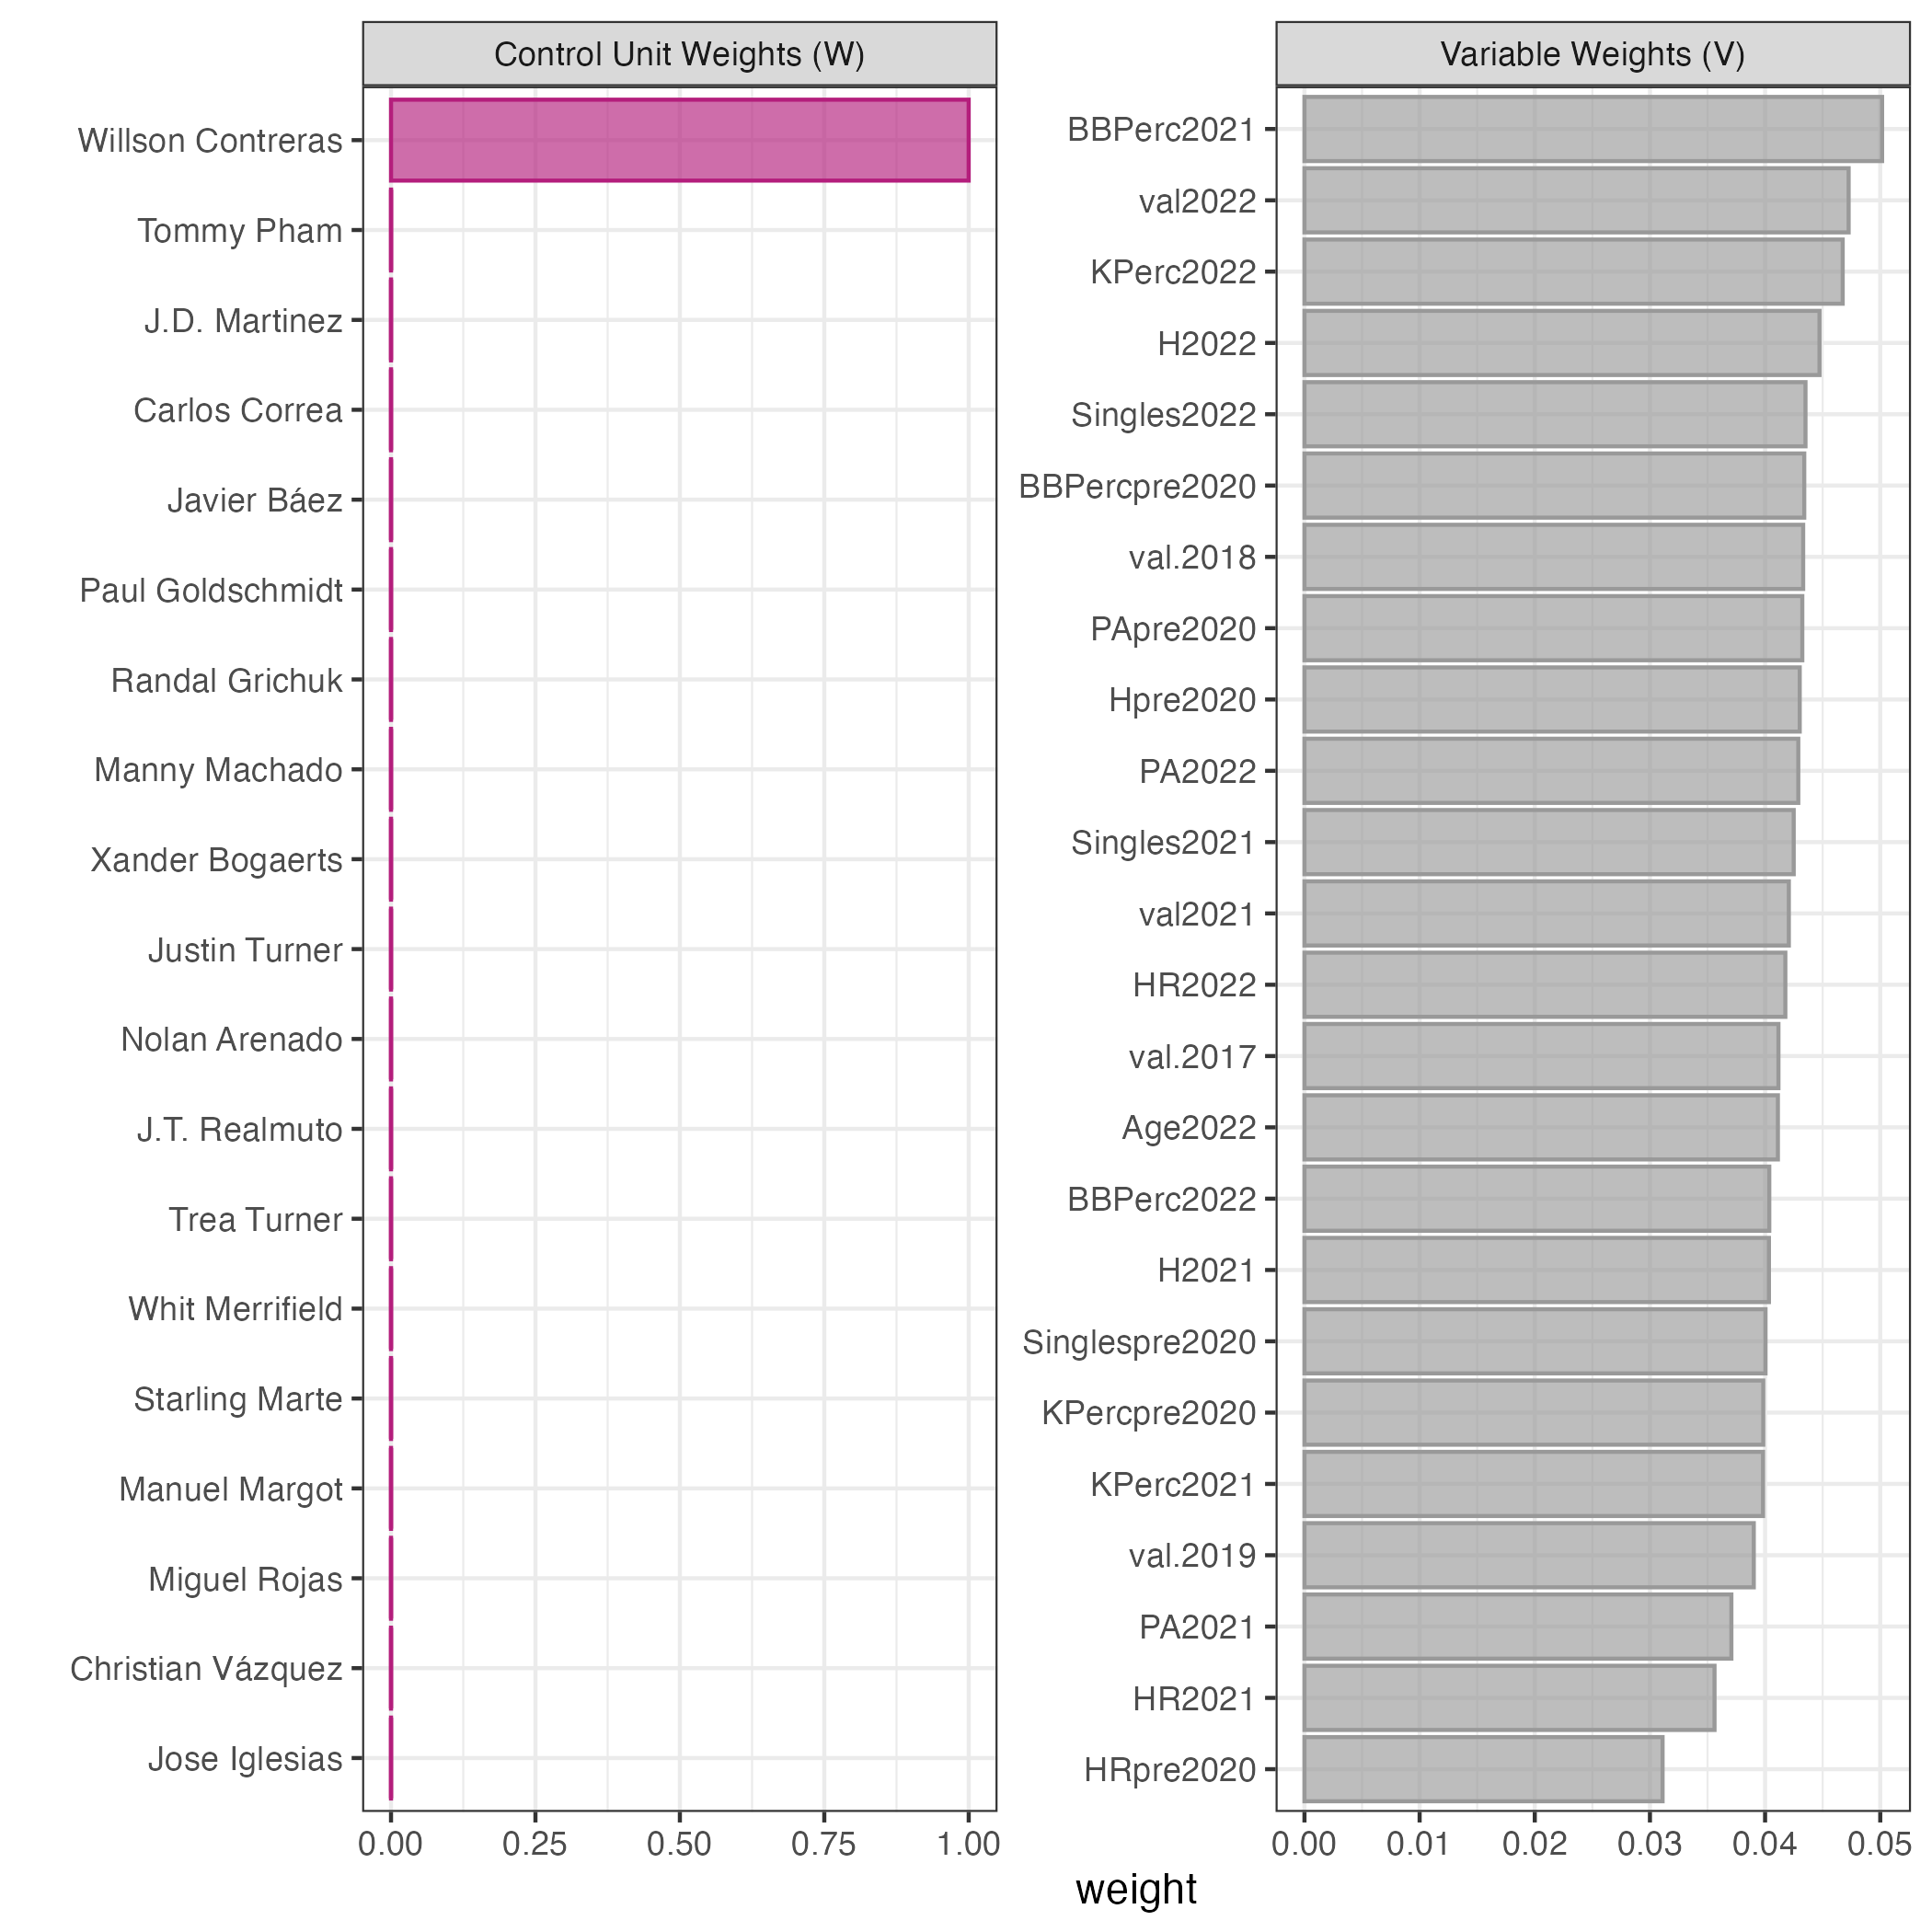 Control Unit Weights (W)
Willson Contreras
Tommy Pham
J.D. Martinez
Carlos Correa
Javier Báez
Paul Goldschmidt
Randal Grichuk
Manny Machado
Xander Bogaerts
Justin Turner
Nolan Arenado
J.T. Realmuto
Trea Turner
Whit Merrifield
Starling Marte
Manuel Margot
Miguel Rojas
Christian Vázquez
Jose Iglesias
0.00 0.25 0.50 0.75 1.00
Variable Weights (V)
BBPerc2021
val2022
KPerc2022
H2022
Singles2022
BBPercpre2020
val.2018
PApre2020
Hpre2020
PA2022
Singles2021
val2021
HR2022
val.2017
Age2022
BBPerc2022
H2021
Singlespre2020
KPercpre2020
KPerc2021
val.2019
PA2021
HR2021
HRpre2020
0.00 0.01 0.02 0.03 0.04 0.05
weight